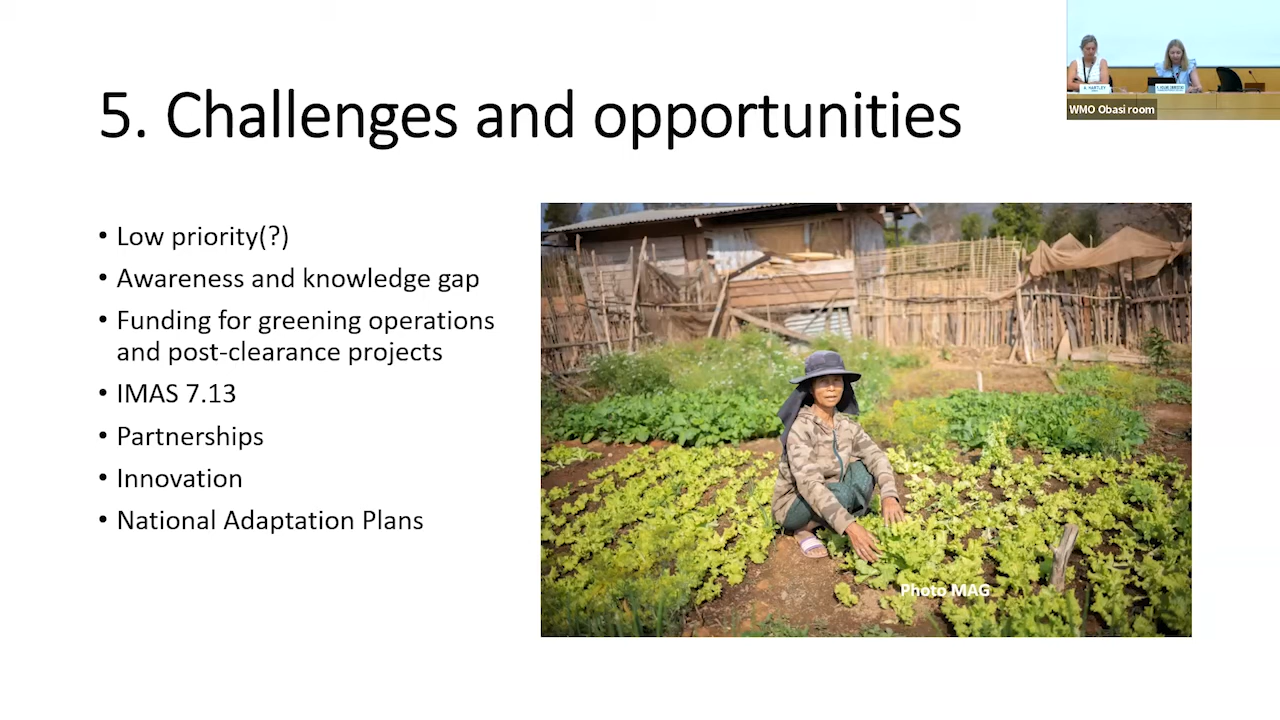 5. Challenges and opportunities
A. HARTLEY
WMO Obasi room
• Low priority(?)
• Awareness and knowledge gap
• Funding for greening operations
and post-clearance projects
• IMAS 7.13
• Partnerships
• Innovation
• National Adaptation Plans
Photo MAG